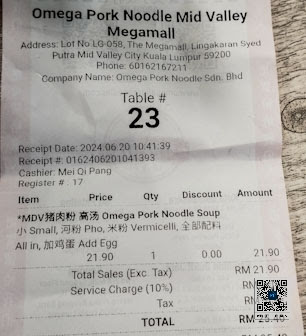 Omega Pork Noodle Mid Valley
Megamall
Address: Lot No LG-058, The Megamall, Lingakaran Syed
Putra Mid Valley City Kuala Lumpur 59200
Phone: 60162167211
Company Name: Omega Pork Noodle Sdn. Bhd
Table #
23
Receipt Date: 2024.06.20 10:41:39
Receipt #: 0162406201041393
Cashier: Mei Qi Pang
Register #: 17
Item Price Qty Discount Amount
*MDV猪肉粉 高汤 Omega Pork Noodle Soup
小 Small, 河粉 Pho, 米粉 Vermicelli, 全部配料
All in, 加鸡蛋 Add Egg
21.90 1 0.00 21.90
Total Sales (Exc. Tax) RM 21.90
Service Charge (10%) RM
Tax RM
TOTAL